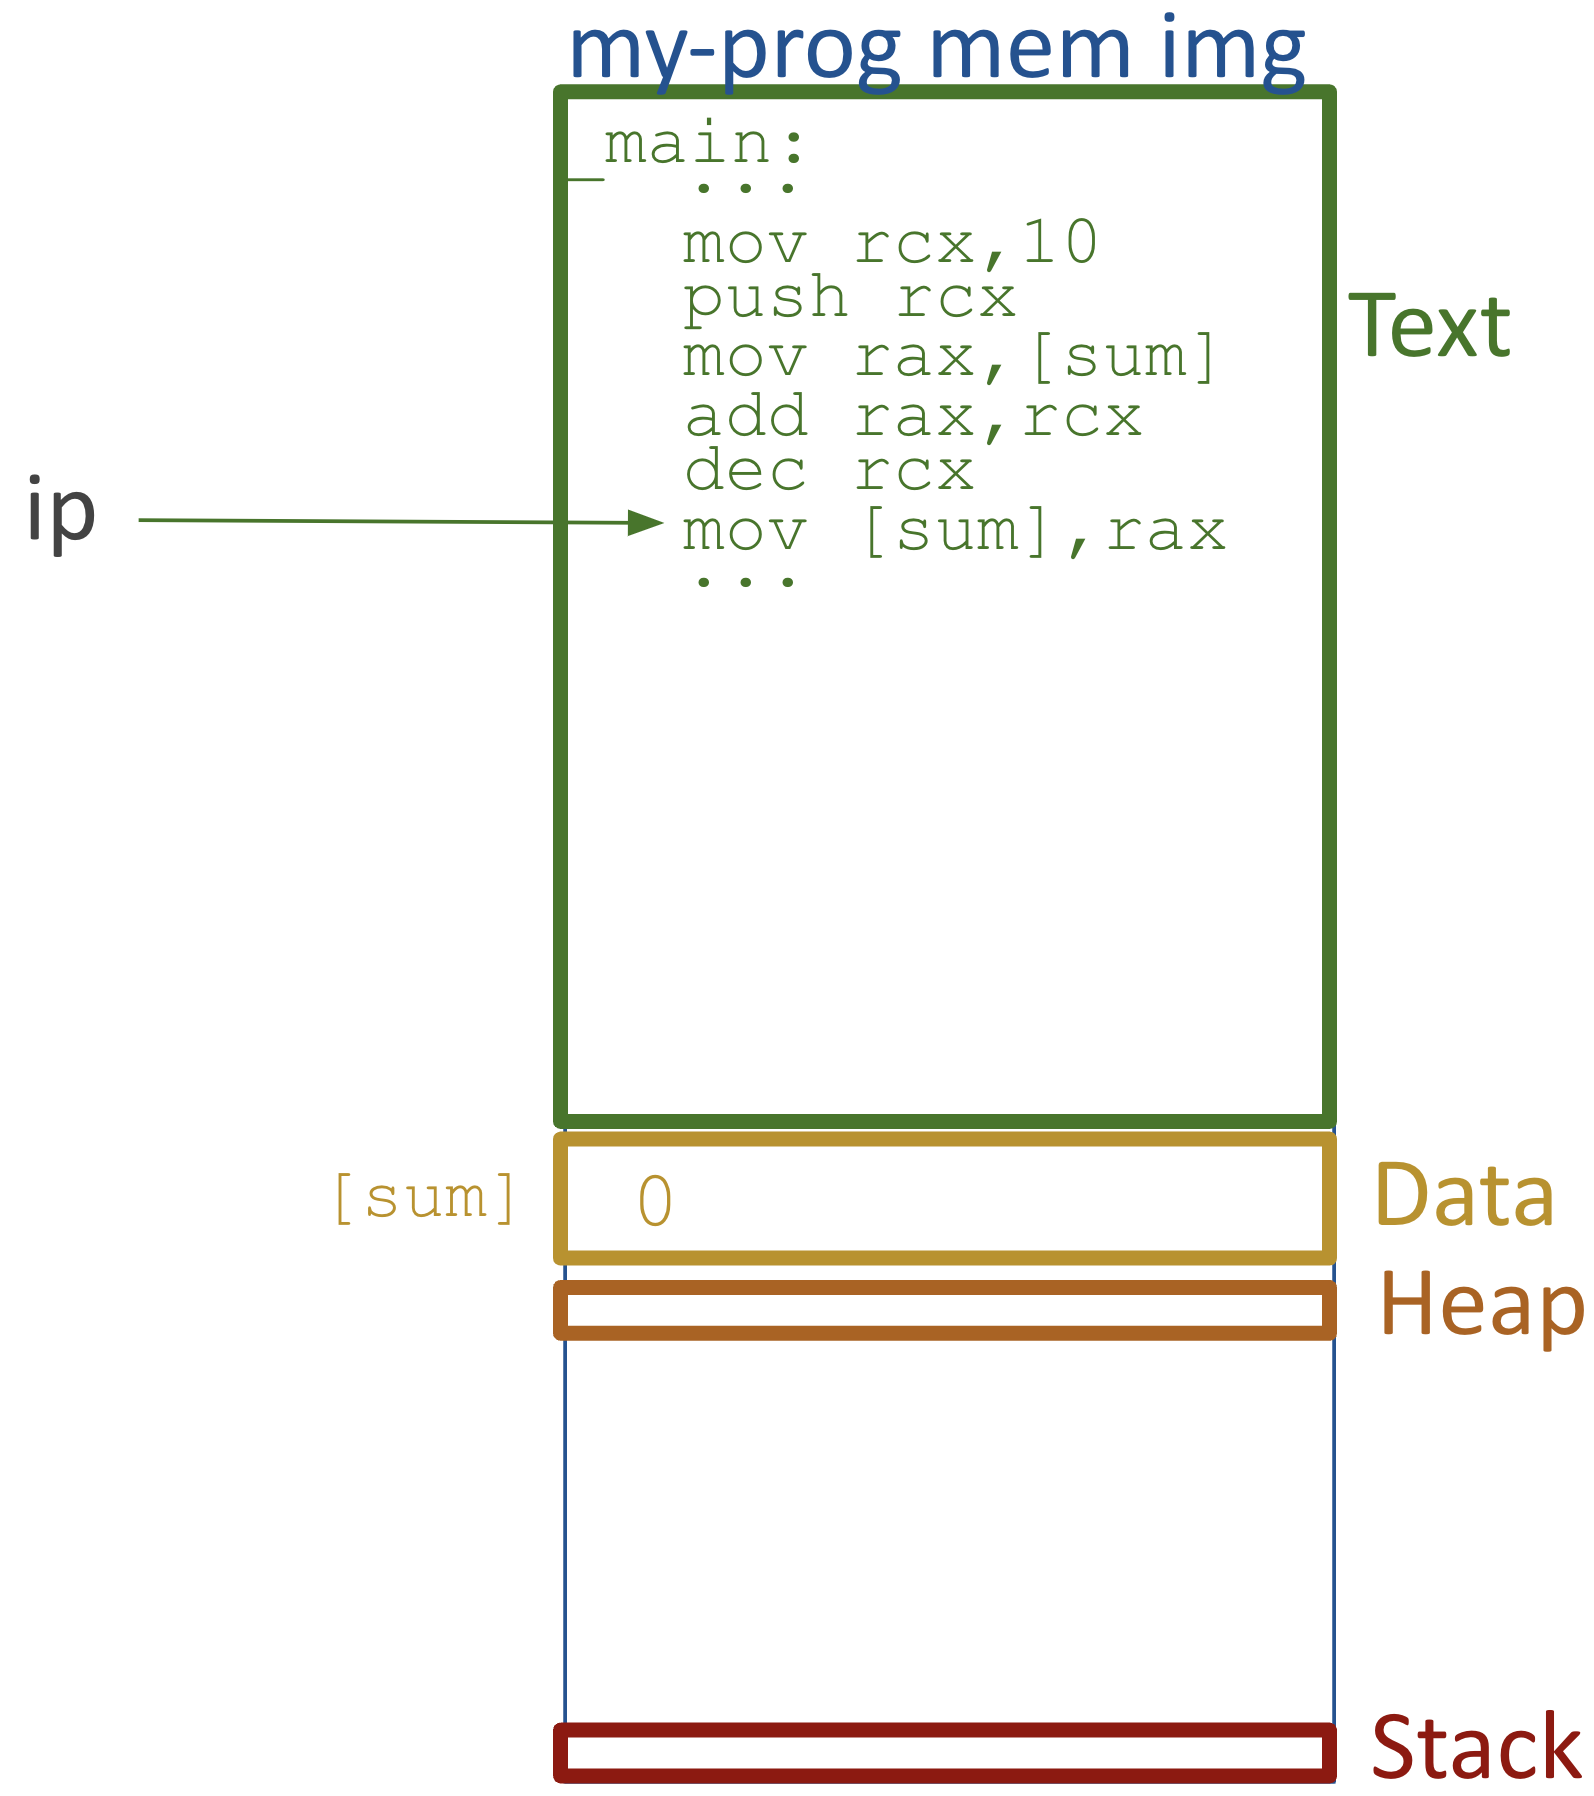 my-prog mem img
_main:
...
mov rcx,10
push rcx
mov rax,[sum]
add rax,rcx
dec rcx
mov [sum],rax
...
Text
ip
[sum] 0
Data
Heap
Stack